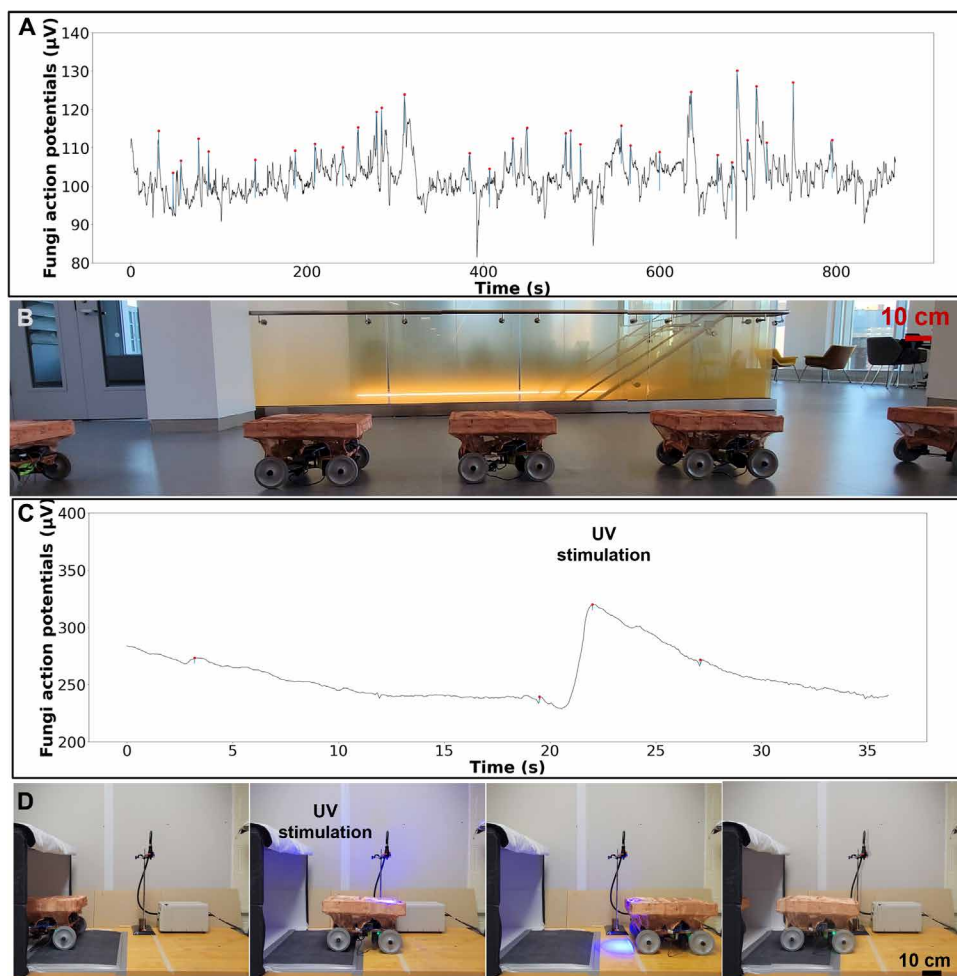 A
Fungi action potentials (µV)
140
130
120
110
100
90
80
0
200
400
600
800
Time (s)
B
10 cm
C
Fungi action potentials (µV)
400
350
300
250
200
UV
stimulation
0
5
10
15
20
25
30
35
Time (s)
D
UV
stimulation
10 cm